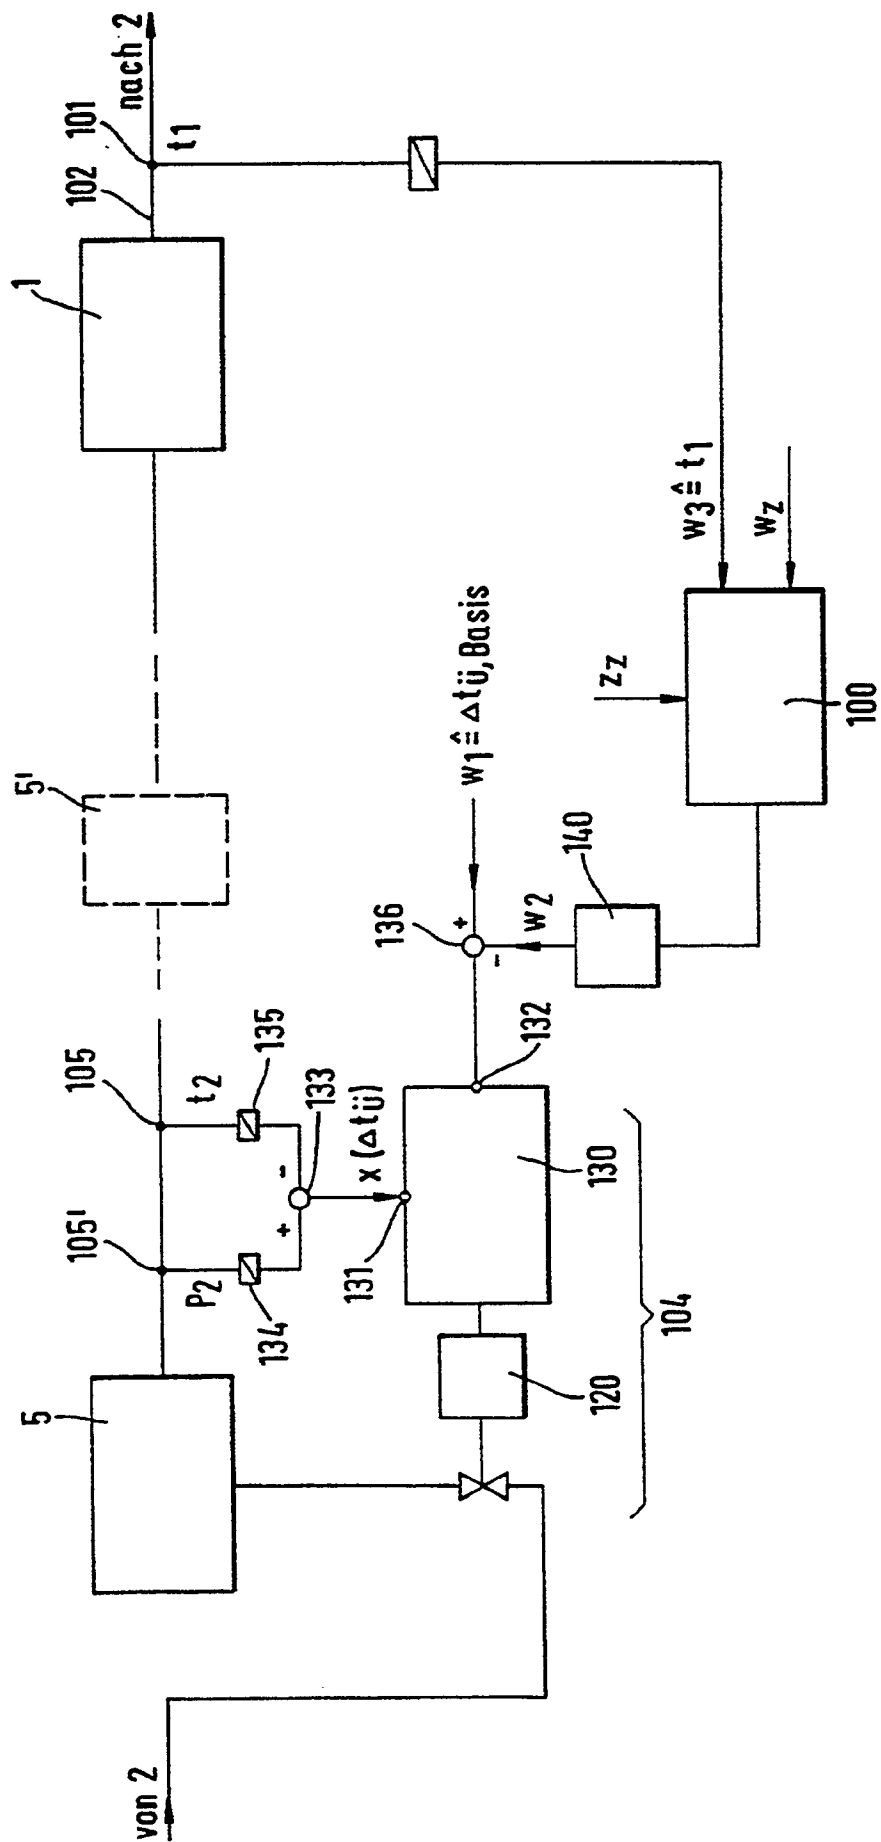 nach 2
101
102
t1
1
w3 ≙ t1
wz
zz
100
5'
w1 ≙ Δtü,Basis
140
136
+
-
w2
132
105
t2
135
133
-
+
x (Δtü)
105'
P2
134
131
130
104
120
5
von 2